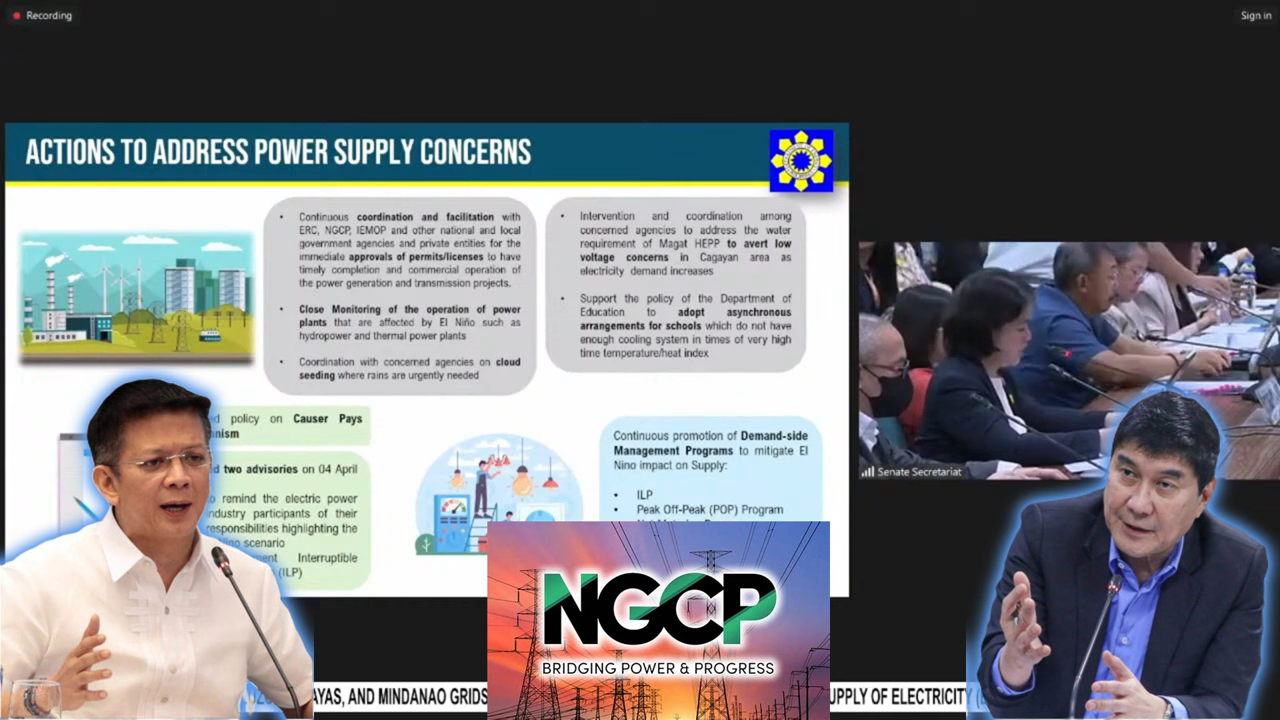 Recording
Sign in
ACTIONS TO ADDRESS POWER SUPPLY CONCERNS
• Continuous coordination and facilitation with
ERC, NGCP, IEMOP and other national and local
government agencies and private entities for the
immediate approvals of permits/licenses to have
timely completion and commercial operation of
the power generation and transmission projects.
• Close Monitoring of the operation of power
plants that are affected by El Niño such as
hydropower and thermal power plants
• Coordination with concerned agencies on cloud
seeding where rains are urgently needed
• Intervention and coordination among
concerned agencies to address the water
requirement of Magat HEPP to avert low
voltage concerns in Cagayan area as
electricity demand increases
• Support the policy of the Department of
Education to adopt asynchronous
arrangements for schools which do not have
enough cooling system in times of very high
time temperature/heat index
policy on Causer Pays
two advisories on 04 April
remind the electric power
industry participants of their
responsibilities highlighting the
scenario
Interruptible
(ILP)
Continuous promotion of Demand-side
Management Programs to mitigate El
Nino impact on Supply:
• ILP
• Peak Off-Peak (POP) Program
Senate Secretariat
NGCP
BRIDGING POWER & PROGRESS
AND MINDANAO GRIDS
OF ELECTRICITY